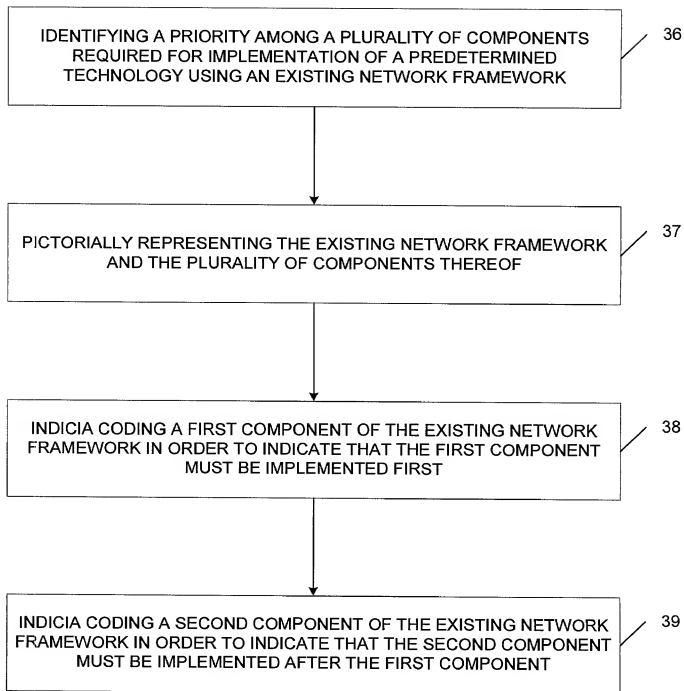 IDENTIFYING A PRIORITY AMONG A PLURALITY OF COMPONENTS
REQUIRED FOR IMPLEMENTATION OF A PREDETERMINED
TECHNOLOGY USING AN EXISTING NETWORK FRAMEWORK
36
PICTORIALLY REPRESENTING THE EXISTING NETWORK FRAMEWORK
AND THE PLURALITY OF COMPONENTS THEREOF
37
INDICIA CODING A FIRST COMPONENT OF THE EXISTING NETWORK
FRAMEWORK IN ORDER TO INDICATE THAT THE FIRST COMPONENT
MUST BE IMPLEMENTED FIRST
38
INDICIA CODING A SECOND COMPONENT OF THE EXISTING NETWORK
FRAMEWORK IN ORDER TO INDICATE THAT THE SECOND COMPONENT
MUST BE IMPLEMENTED AFTER THE FIRST COMPONENT
39